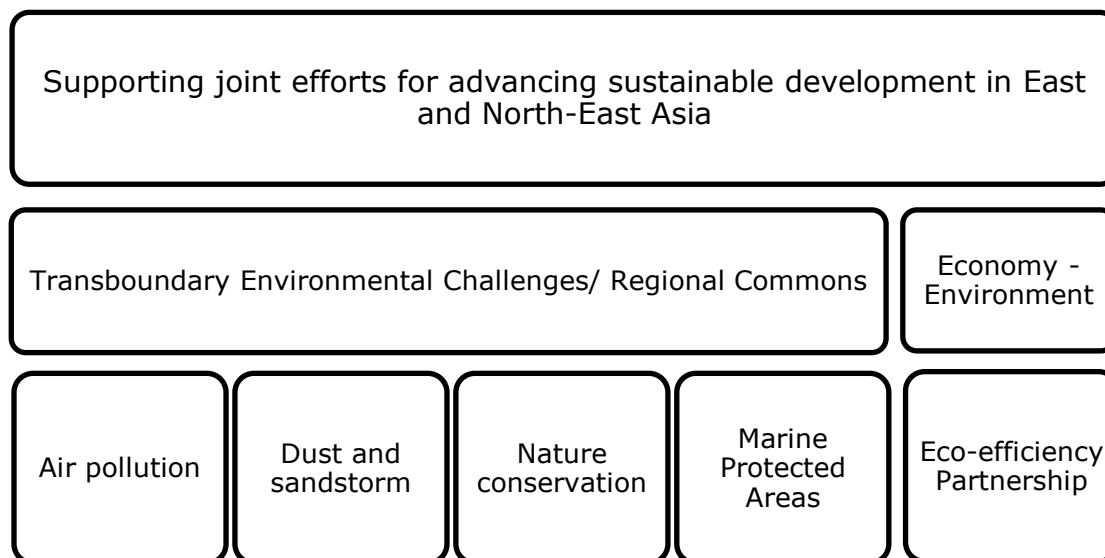 Supporting joint efforts for advancing sustainable development in East
and North-East Asia
Transboundary Environmental Challenges/ Regional Commons
Economy -
Environment
Air pollution
Dust and
sandstorm
Nature
conservation
Marine
Protected
Areas
Eco-efficiency
Partnership